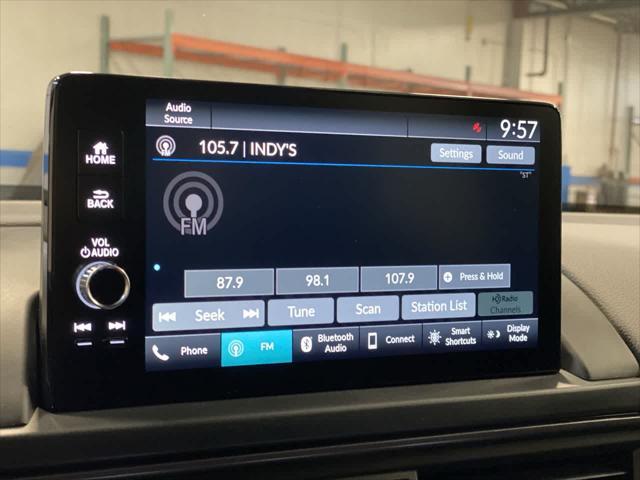 Audio
Source
9:57
FM
105.7 | INDY'S
Settings
Sound
"ST"
HOME
BACK
VOL
AUDIO
FM
87.9
98.1
107.9
Press & Hold
Seek
Tune
Scan
Station List
HD Radio
Channels
Phone
FM
Bluetooth
Audio
Connect
Smart
Shortcuts
Display
Mode